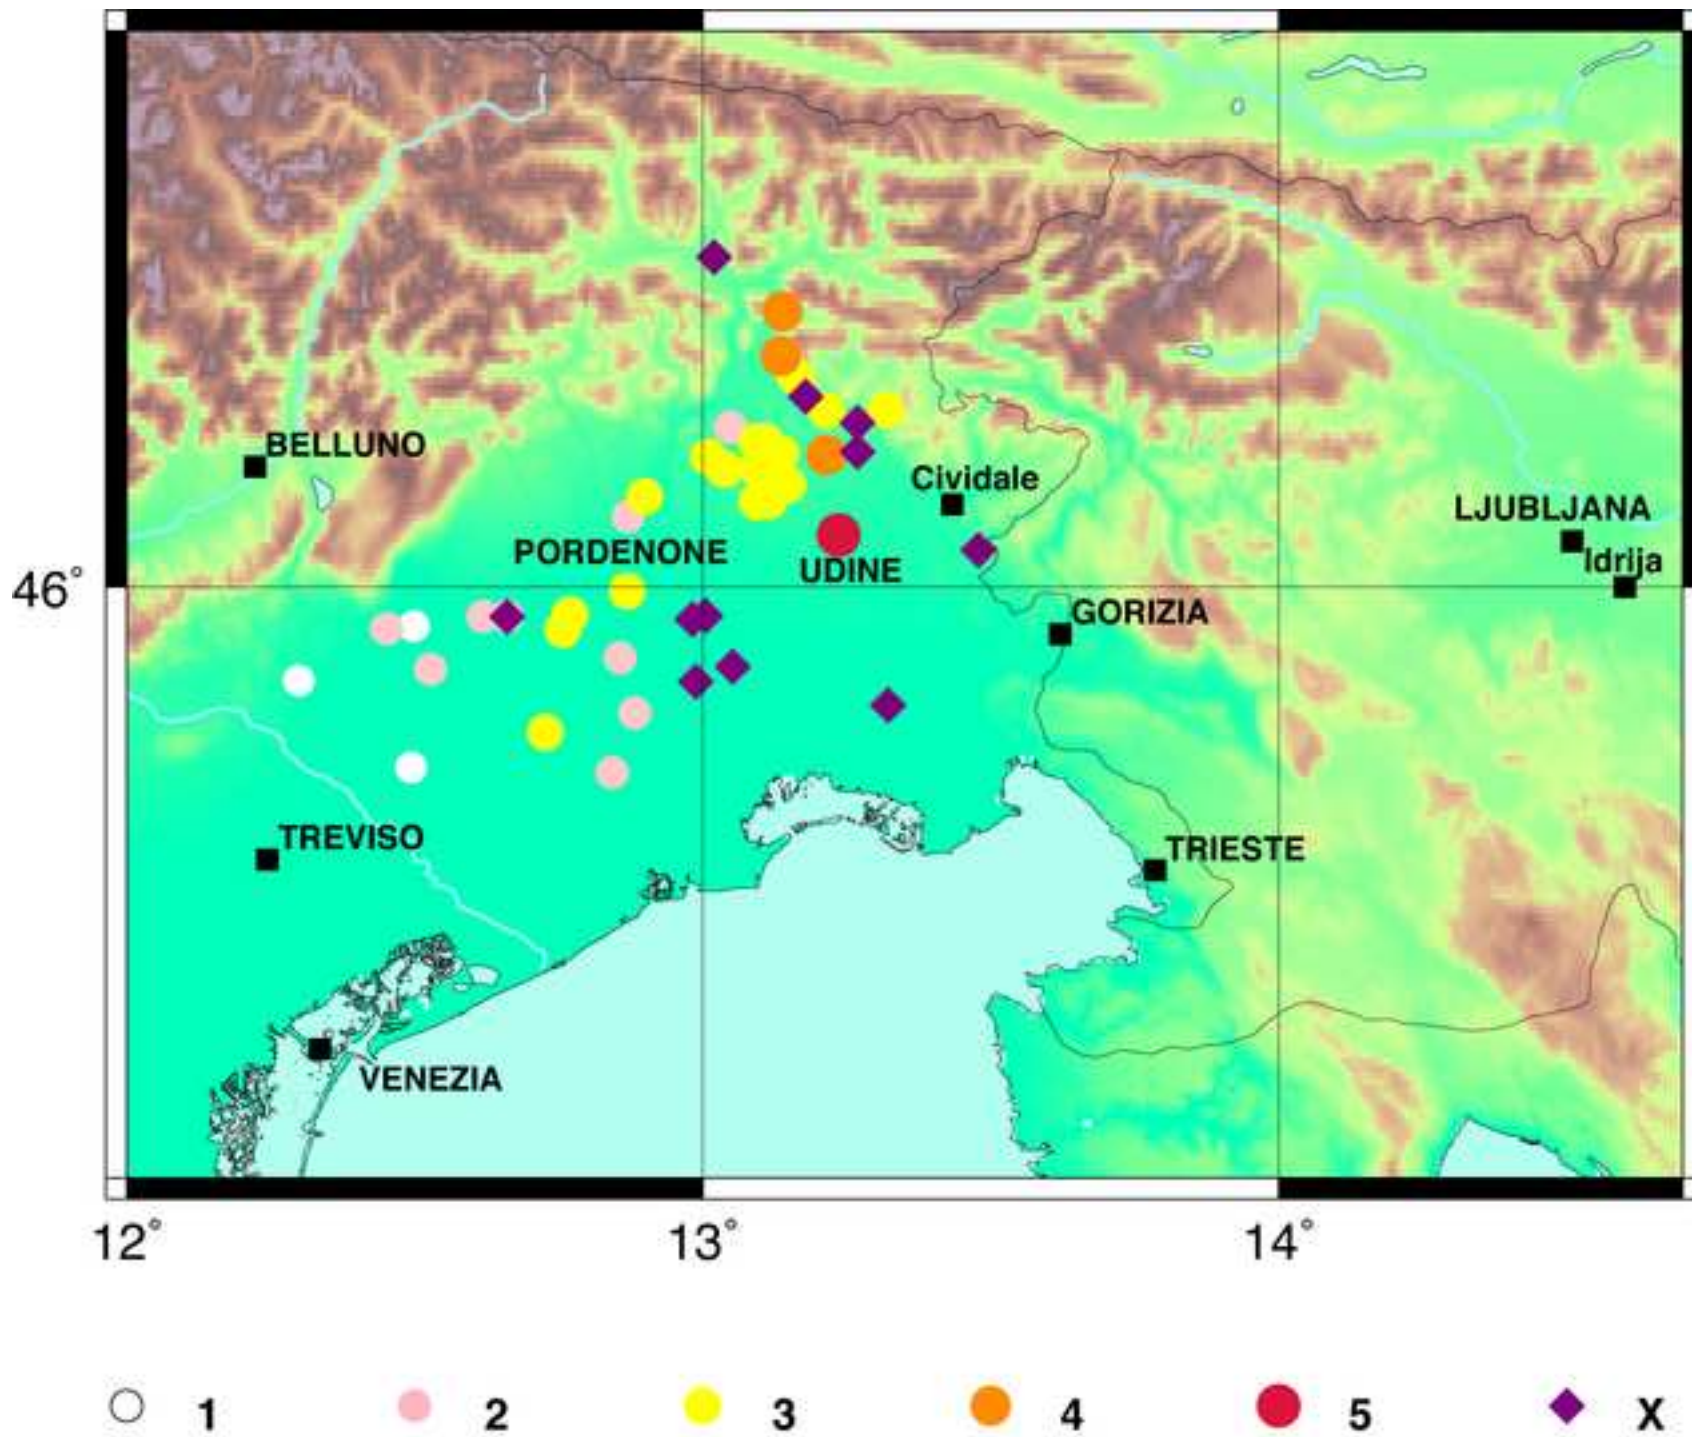 BELLUNO
Cividale
LJUBLJANA
PORDENONE
Idrija
UDINE
46°
GORIZIA
TREVISO
TRIESTE
VENEZIA
12° 13° 14°
1 2 3 4 5 X